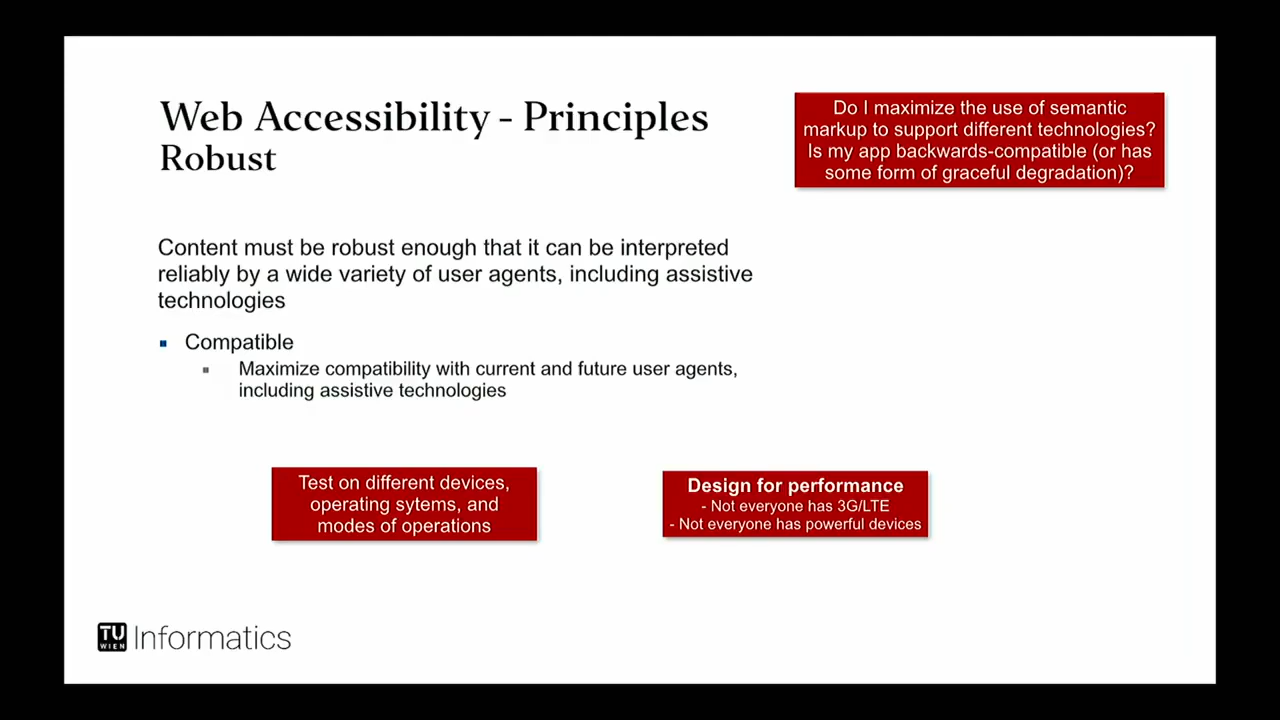 Web Accessibility - Principles
Robust
Do I maximize the use of semantic
markup to support different technologies?
Is my app backwards-compatible (or has
some form of graceful degradation)?
Content must be robust enough that it can be interpreted
reliably by a wide variety of user agents, including assistive
technologies
Compatible
Maximize compatibility with current and future user agents,
including assistive technologies
Test on different devices,
operating sytems, and
modes of operations
Design for performance
- Not everyone has 3G/LTE
- Not everyone has powerful devices
TU
WIEN
Informatics